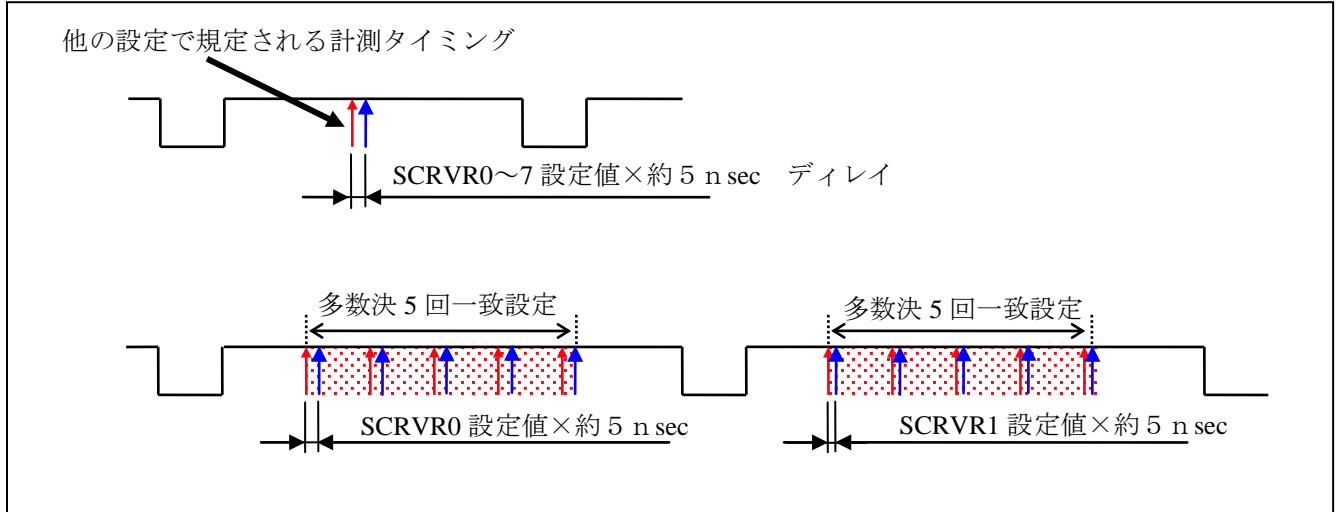 他の設定で規定される計測タイミング
SCRVR0～7 設定値×約５ｎsec　ディレイ
多数決 5 回一致設定
多数決 5 回一致設定
SCRVR0 設定値×約５ｎsec
SCRVR1 設定値×約５ｎsec